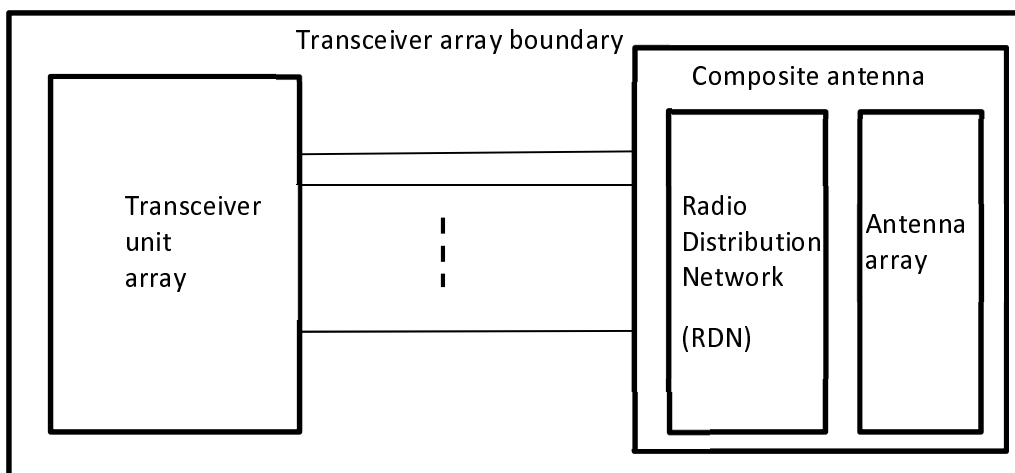 Transceiver array boundary
Composite antenna
Transceiver
unit
array
Radio
Distribution
Network
(RDN)
Antenna
array